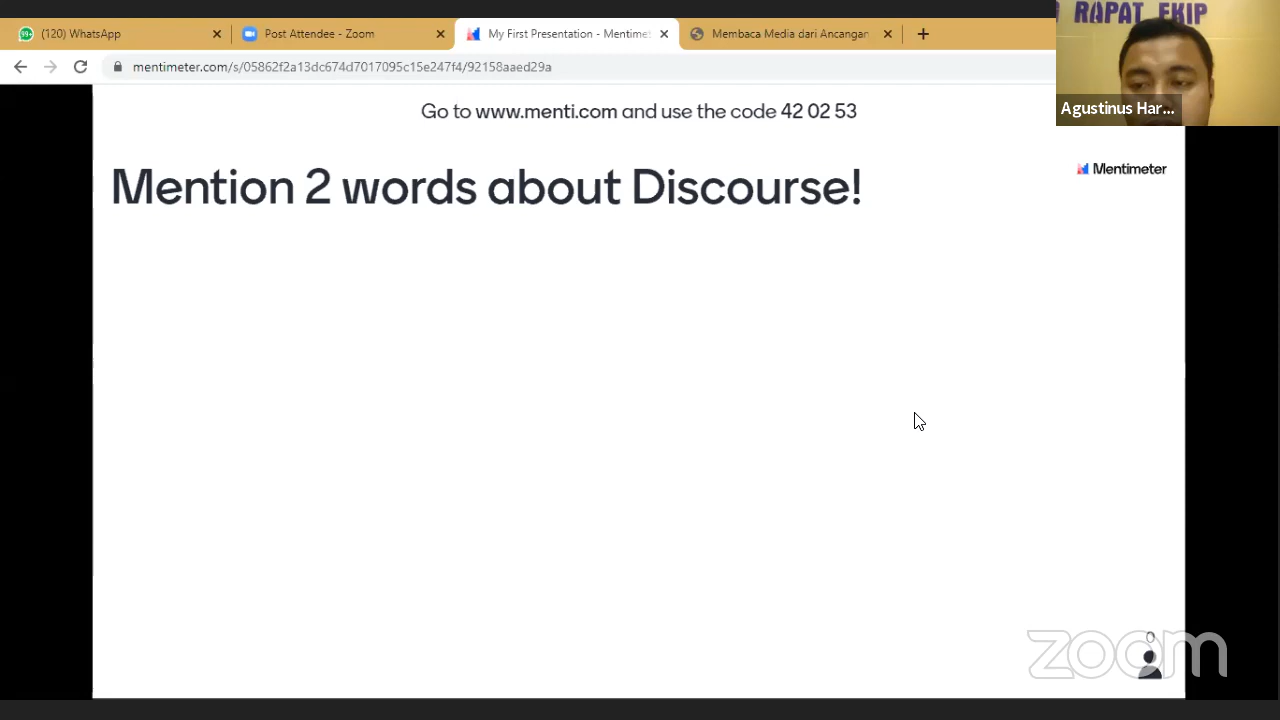 99+ (120) WhatsApp
Post Attendee - Zoom
My First Presentation - Mentimet
Membaca Media dari Ancangan
mentimeter.com/s/05862f2a13dc674d7017095c15e247f4/92158aaed29a
RAPAT EKIP
Agustinus Har...
Go to www.menti.com and use the code 42 02 53
Mentimeter
Mention 2 words about Discourse!
0
zoom